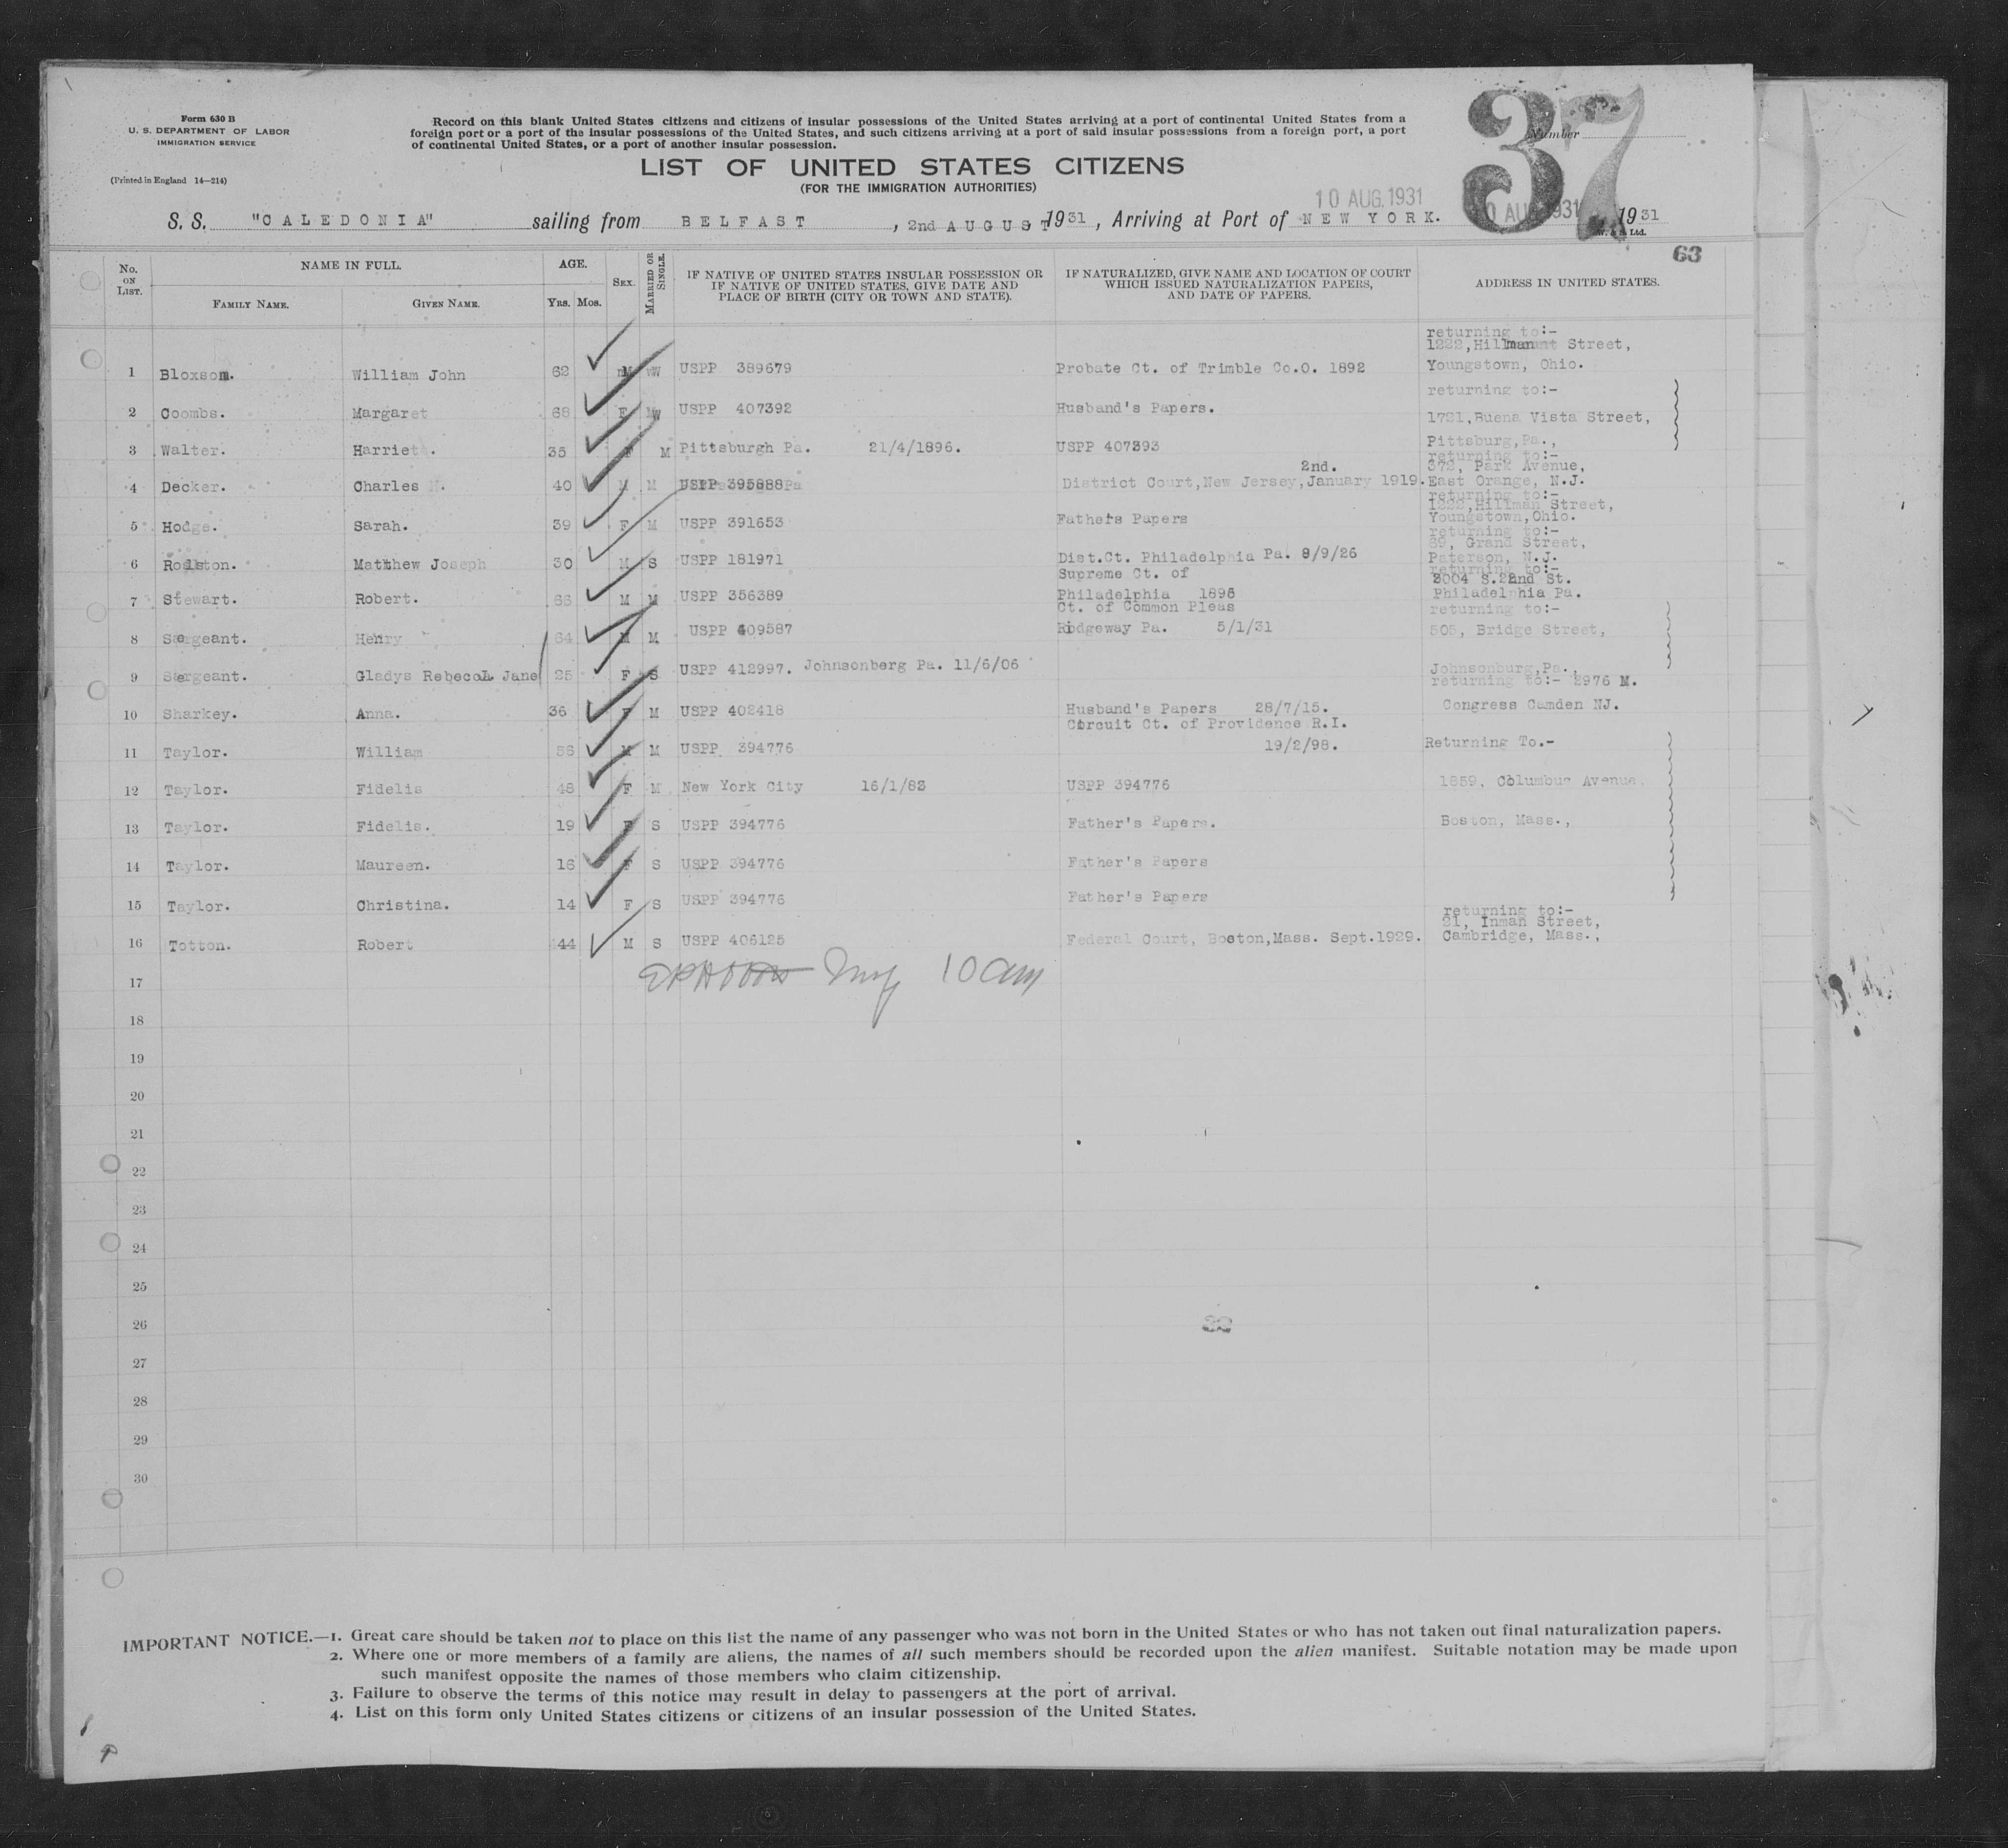 Form 630 B
U. S. DEPARTMENT OF LABOR
IMMIGRATION SERVICE
(Printed in England 14—214)
Record on this blank United States citizens and citizens of insular possessions of the United States arriving at a port of continental United States from a
foreign port or a port of the insular possessions of the United States, and such citizens arriving at a port of said insular possessions from a foreign port, a port
of continental United States, or a port of another insular possession.
LIST OF UNITED STATES CITIZENS
(FOR THE IMMIGRATION AUTHORITIES)
Number
37
10 AUG. 1931
S. S. "CALEDONIA" sailing from BELFAST, 2nd AUGUST 1931, Arriving at Port of NEW YORK. 1931
W. & S. Ltd.
63
No. ON LIST.
NAME IN FULL.
FAMILY NAME.
GIVEN NAME.
AGE.
YRS. MOS.
SEX.
MARRIED OR SINGLE.
IF NATIVE OF UNITED STATES INSULAR POSSESSION OR
IF NATIVE OF UNITED STATES, GIVE DATE AND
PLACE OF BIRTH (CITY OR TOWN AND STATE).
IF NATURALIZED, GIVE NAME AND LOCATION OF COURT
WHICH ISSUED NATURALIZATION PAPERS,
AND DATE OF PAPERS.
ADDRESS IN UNITED STATES.
returning to:-
1222,Hillman Street,
1 Bloxsom. William John 62 M W USPP 389679 Probate Ct. of Trimble Co.O. 1892 Youngstown, Ohio.
returning to:-
2 Coombs. Margaret 68 F W USPP 407392 Husband's Papers. 1721,Buena Vista Street,
3 Walter. Harriet. 35 F M Pittsburgh Pa. 21/4/1896. USPP 407393 Pittsburg,Pa.,
returning to:-
2nd. 372, Park Avenue,
4 Decker. Charles 40 M M USPP 395888 District Court,New Jersey,January 1919. East Orange, N.J.
returning to:-
1222,Hillman Street,
5 Hodge. Sarah. 39 F M USPP 391653 Fathers Papers Youngstown,Ohio.
returning to:-
69, Grand Street,
6 Rolston. Matthew Joseph 30 M S USPP 181971 Dist.Ct. Philadelphia Pa. 9/9/26 Paterson, N.J.
returning to:-
Supreme Ct. of 3004 S.22nd St.
7 Stewart. Robert. 66 M M USPP 356389 Philadelphia 1895 Philadelphia Pa.
Ct. of Common Pleas returning to:-
8 Sergeant. Henry 64 M M USPP 409587 Ridgeway Pa. 5/1/31 505, Bridge Street,
9 Sergeant. Gladys Rebecca Jane 25 F S USPP 412997. Johnsonberg Pa. 11/6/06 Johnsonburg,Pa.,
returning to:- 2976 M.
10 Sharkey. Anna. 36 F M USPP 402418 Husband's Papers 28/7/15. Congress Camden NJ.
Circuit Ct. of Providence R.I.
11 Taylor. William 56 M M USPP 394776 19/2/98. Returning To.-
12 Taylor. Fidelis 48 F M New York City 16/1/83 USPP 394776 1859, Columbus Avenue,
13 Taylor. Fidelis. 19 F S USPP 394776 Father's Papers. Boston, Mass.,
14 Taylor. Maureen. 16 F S USPP 394776 Father's Papers
15 Taylor. Christina. 14 F S USPP 394776 Father's Papers
returning to:-
21, Inman Street,
16 Totton. Robert 44 M S USPP 406125 Federal Court, Boston,Mass. Sept.1929. Cambridge, Mass.,
10 am
17
18
19
20
21
22
23
24
25
26
27
28
29
30
IMPORTANT NOTICE.—1. Great care should be taken not to place on this list the name of any passenger who was not born in the United States or who has not taken out final naturalization papers.
2. Where one or more members of a family are aliens, the names of all such members should be recorded upon the alien manifest. Suitable notation may be made upon
such manifest opposite the names of those members who claim citizenship.
3. Failure to observe the terms of this notice may result in delay to passengers at the port of arrival.
4. List on this form only United States citizens or citizens of an insular possession of the United States.